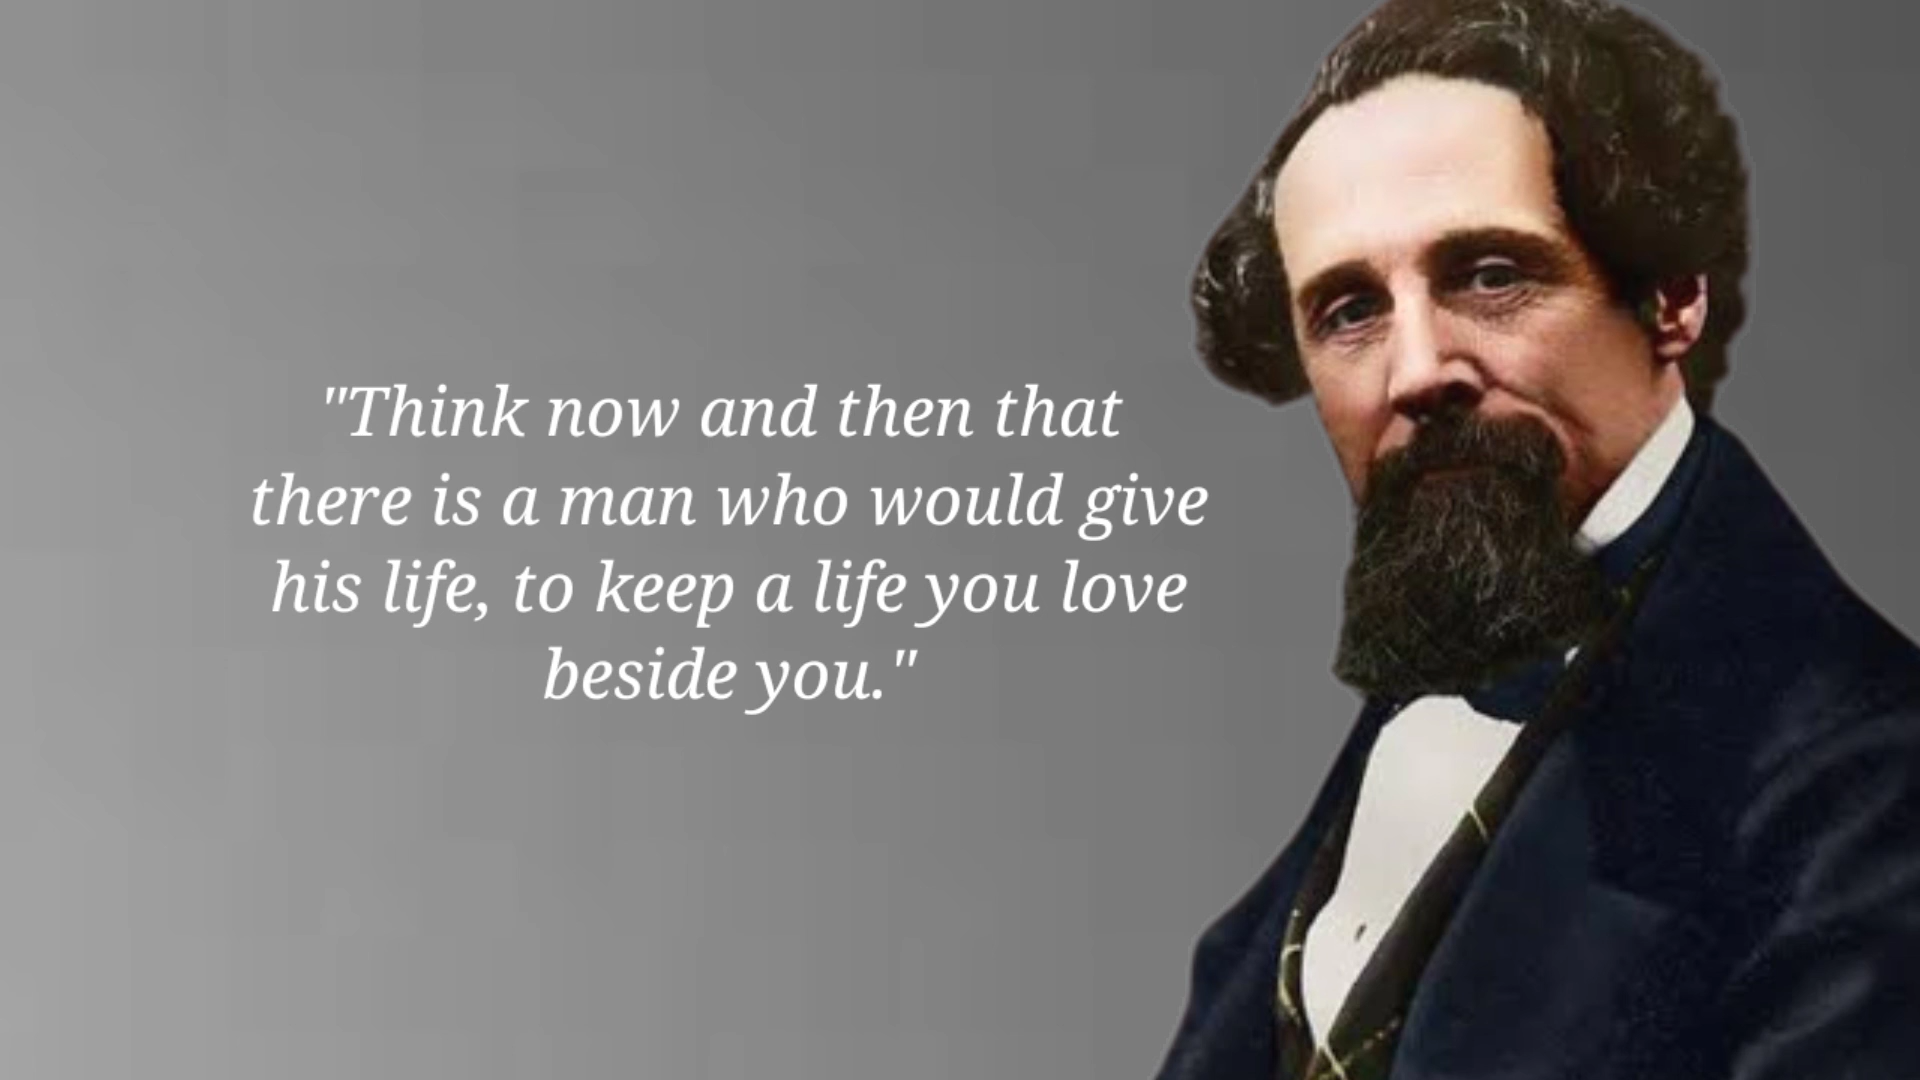 "Think now and then that
there is a man who would give
his life, to keep a life you love
beside you."